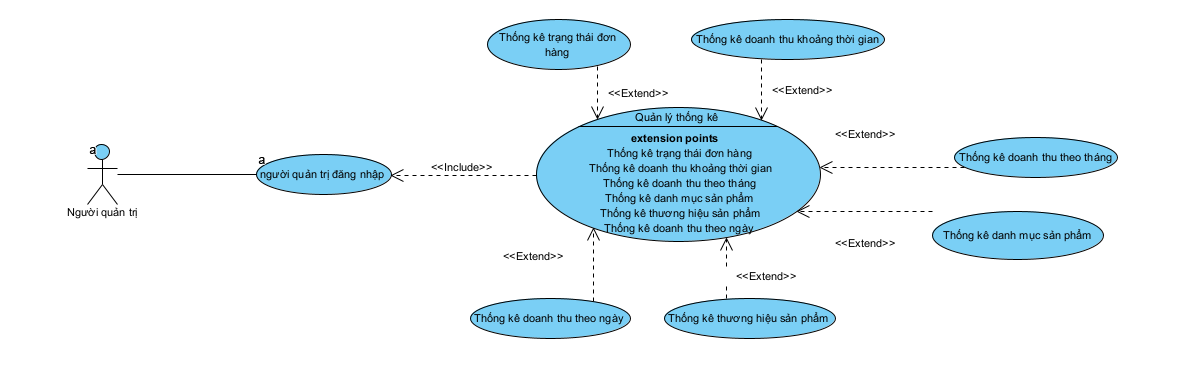 Thống kê trạng thái đơn
hàng
Thống kê doanh thu khoảng thời gian
<<Extend>>
<<Extend>>
Quản lý thống kê
extension points
Thống kê trạng thái đơn hàng
Thống kê doanh thu khoảng thời gian
Thống kê doanh thu theo tháng
Thống kê danh mục sản phẩm
Thống kê thương hiệu sản phẩm
Thống kê doanh thu theo ngày
<<Extend>>
Thống kê doanh thu theo tháng
a
Người quản trị
a
người quản trị đăng nhập
<<Include>>
Thống kê danh mục sản phẩm
<<Extend>>
<<Extend>>
<<Extend>>
Thống kê doanh thu theo ngày
Thống kê thương hiệu sản phẩm